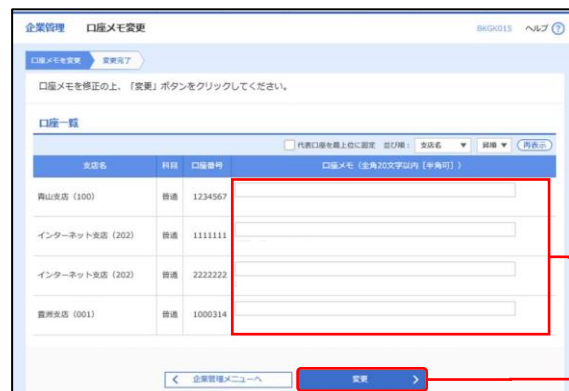 企業管理 口座メモ変更 BKGK015 ヘルプ ?
口座メモを変更 変更完了
口座メモを修正の上、「変更」ボタンをクリックしてください。
口座一覧
代表口座を最上位に固定 並び順： 支店名 ▼ 昇順 ▼ 再表示
支店名 科目 口座番号 口座メモ（全角20文字以内［半角可］）
青山支店（100） 普通 1234567
インターネット支店（202） 普通 1111111
インターネット支店（202） 普通 2222222
豊洲支店（001） 普通 1000314
企業管理メニューへ 変更